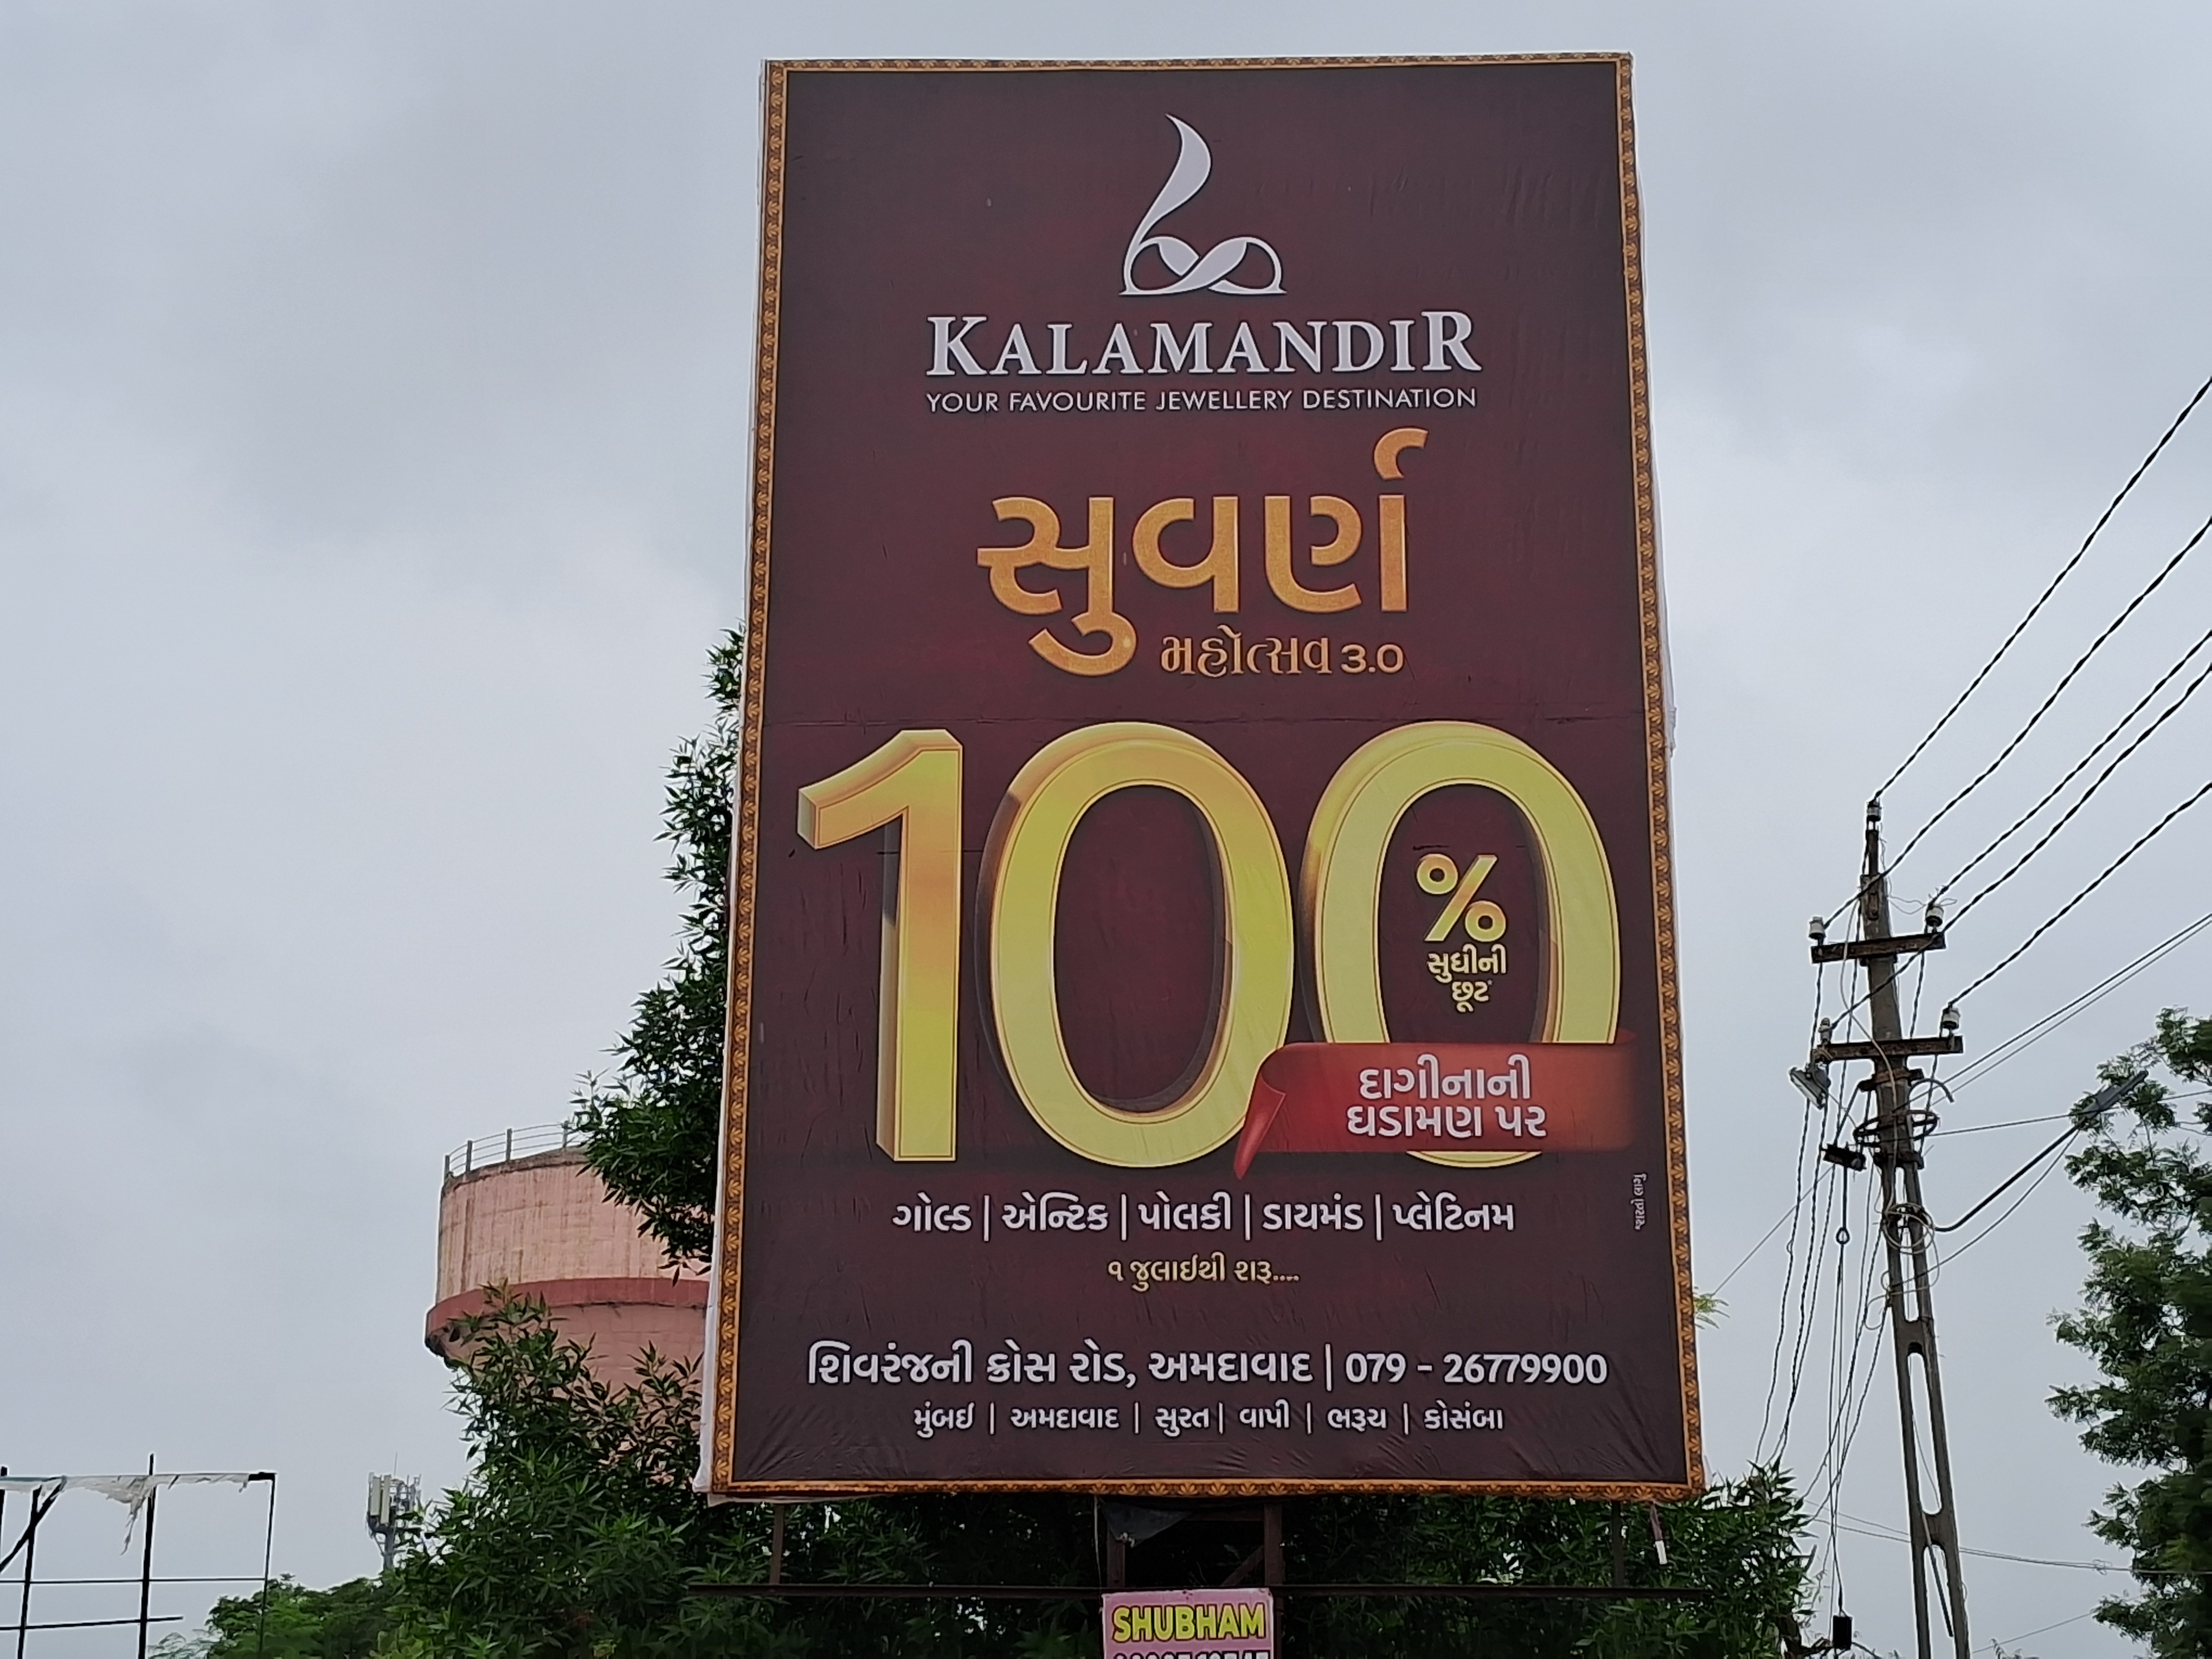 KALAMANDIR
YOUR FAVOURITE JEWELLERY DESTINATION
સુવર્ણ
મહોત્સવ 3.0
100%
સુધીની
છૂટ*
દાગીનાની
ઘડામણ પર
ગોલ્ડ | એન્ટિક | પોલકી | ડાયમંડ | પ્લેટિનમ
*શરતો લાગુ
૧ જુલાઈથી શરૂ....
શિવરંજની ક્રોસ રોડ, અમદાવાદ | 079 - 26779900
મુંબઈ | અમદાવાદ | સુરત | વાપી | ભરૂચ | કોસંબા
SHUBHAM